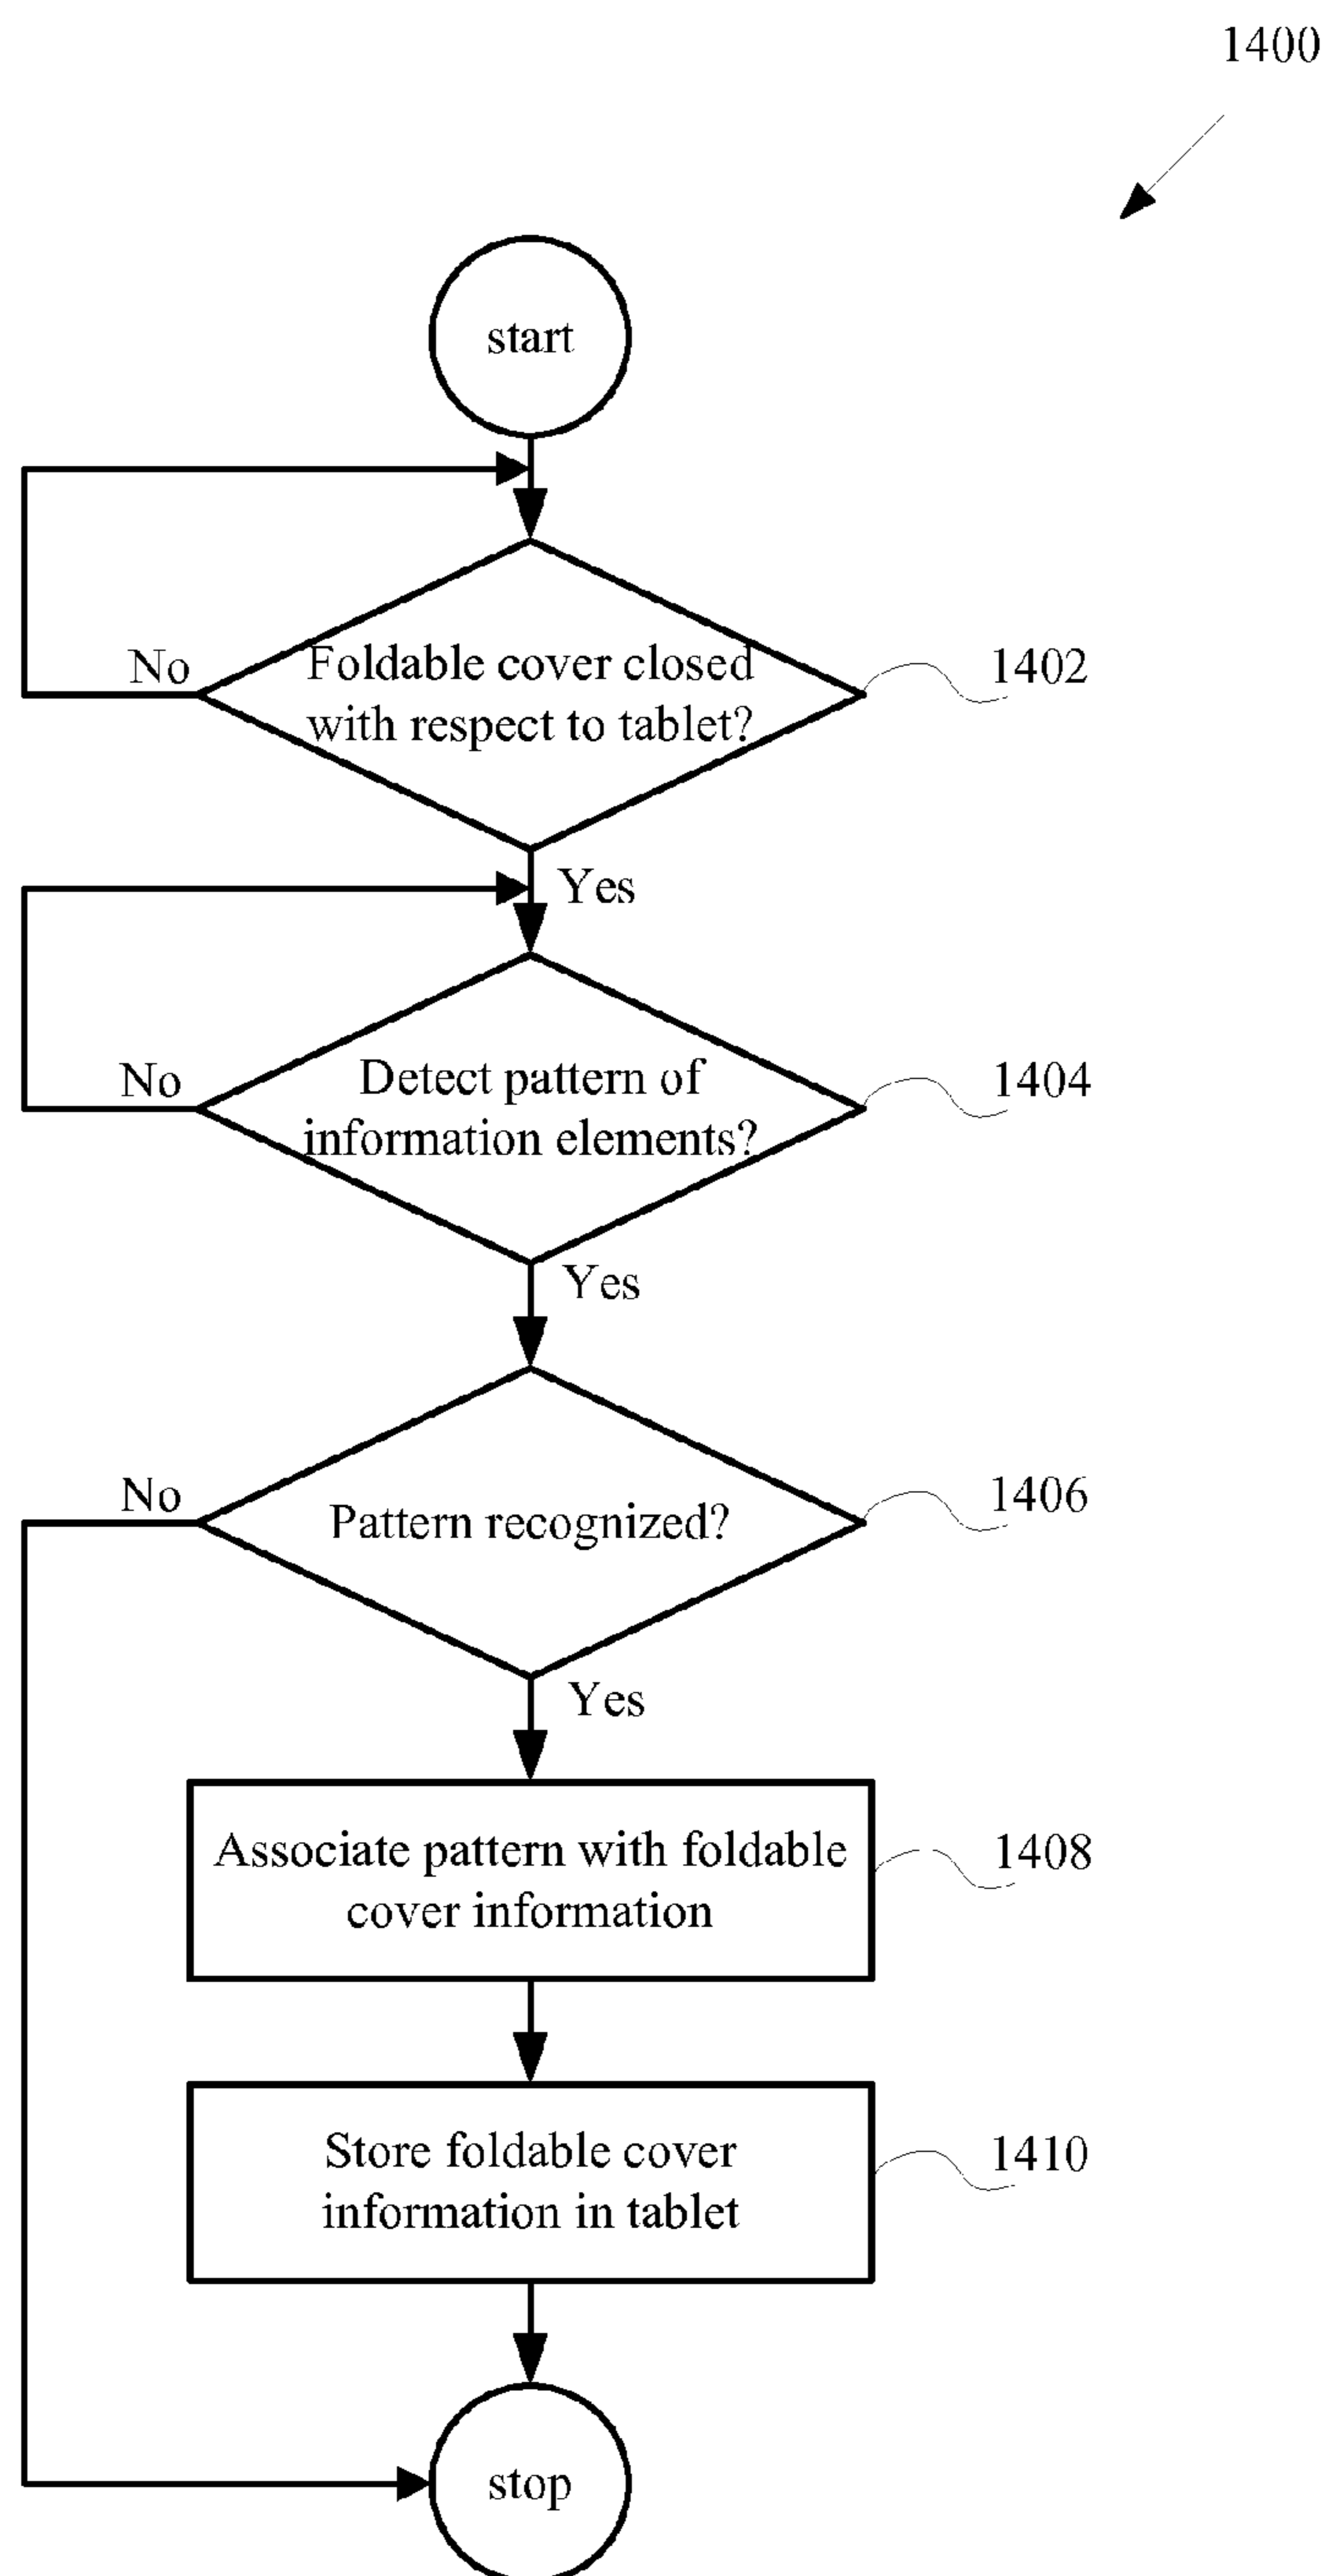 1400
start
No
Foldable cover closed
with respect to tablet?
1402
Yes
No
Detect pattern of
information elements?
1404
Yes
No
Pattern recognized?
1406
Yes
Associate pattern with foldable
cover information
1408
Store foldable cover
information in tablet
1410
stop